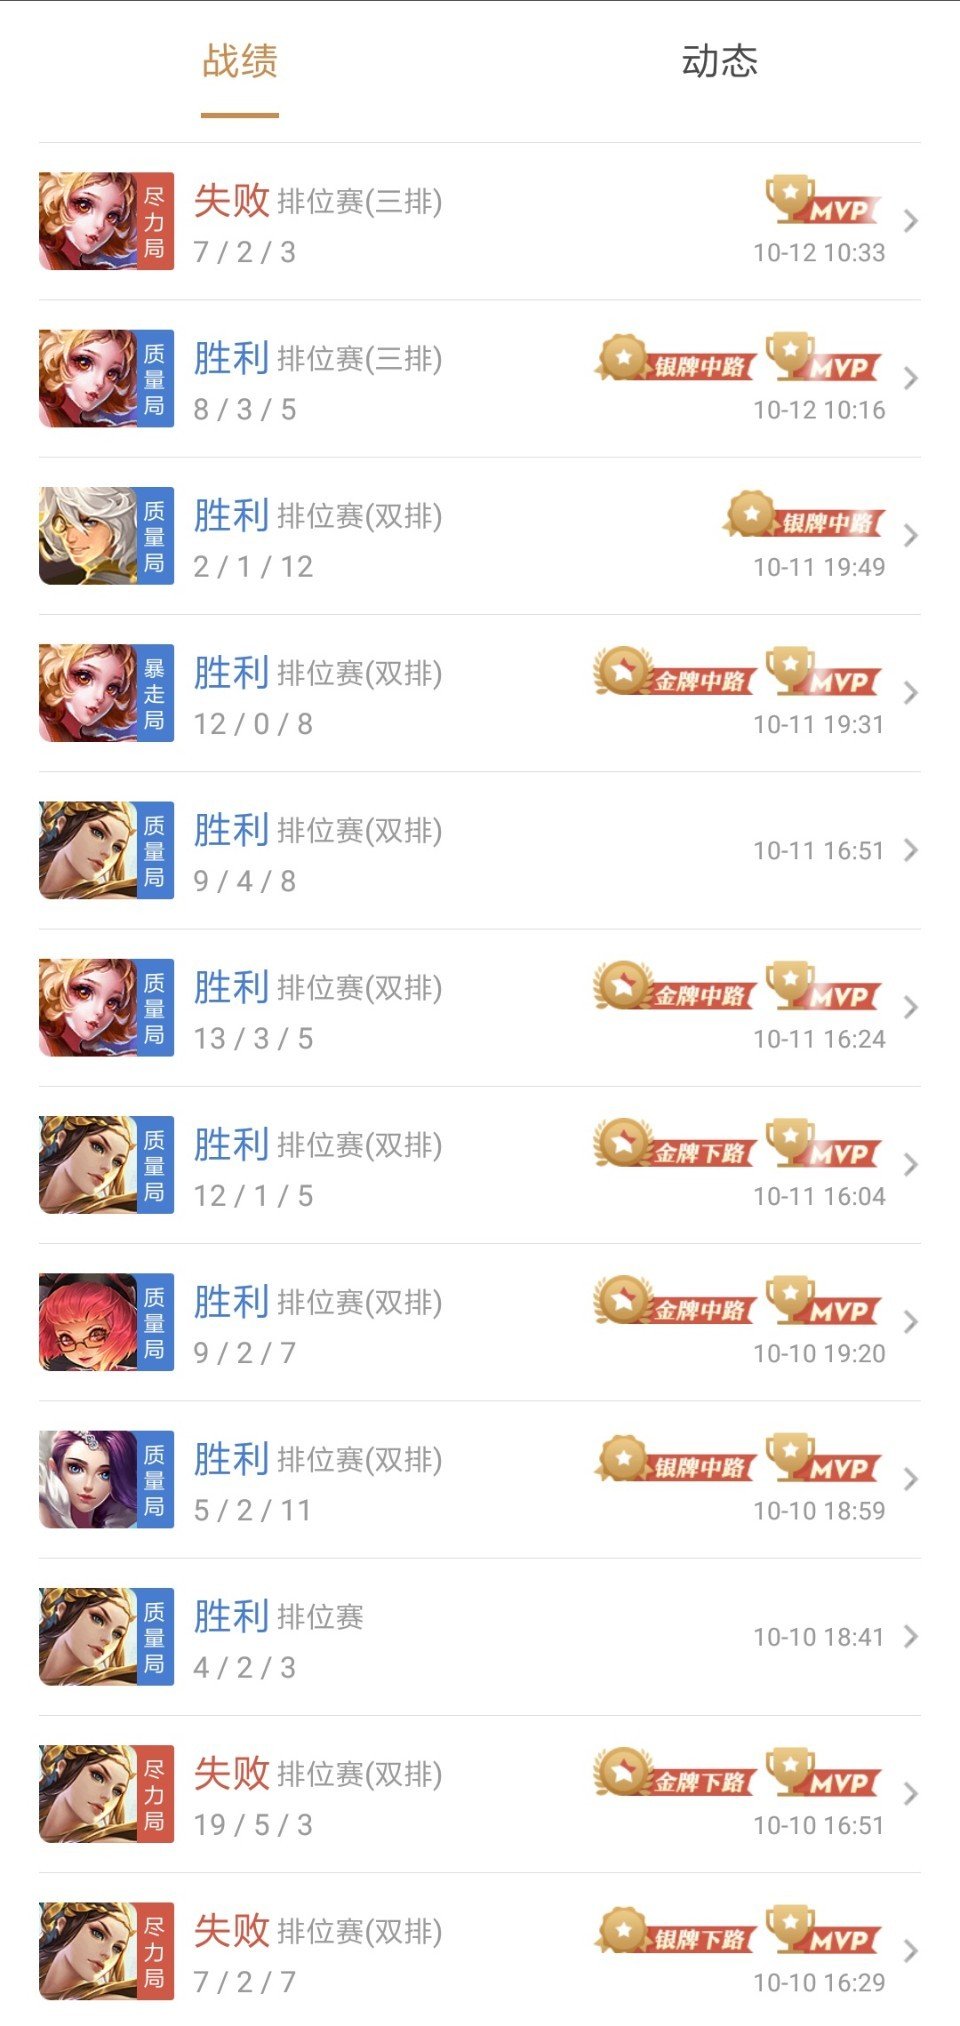 战绩
动态
尽力局
失败 排位赛(三排)
7 / 2 / 3
MVP
10-12 10:33
质量局
胜利 排位赛(三排)
8 / 3 / 5
银牌中路 MVP
10-12 10:16
质量局
胜利 排位赛(双排)
2 / 1 / 12
银牌中路
10-11 19:49
暴走局
胜利 排位赛(双排)
12 / 0 / 8
金牌中路 MVP
10-11 19:31
质量局
胜利 排位赛(双排)
9 / 4 / 8
10-11 16:51
质量局
胜利 排位赛(双排)
13 / 3 / 5
金牌中路 MVP
10-11 16:24
质量局
胜利 排位赛(双排)
12 / 1 / 5
金牌下路 MVP
10-11 16:04
质量局
胜利 排位赛(双排)
9 / 2 / 7
金牌中路 MVP
10-10 19:20
质量局
胜利 排位赛(双排)
5 / 2 / 11
银牌中路 MVP
10-10 18:59
质量局
胜利 排位赛
4 / 2 / 3
10-10 18:41
尽力局
失败 排位赛(双排)
19 / 5 / 3
金牌下路 MVP
10-10 16:51
尽力局
失败 排位赛(双排)
7 / 2 / 7
银牌下路 MVP
10-10 16:29